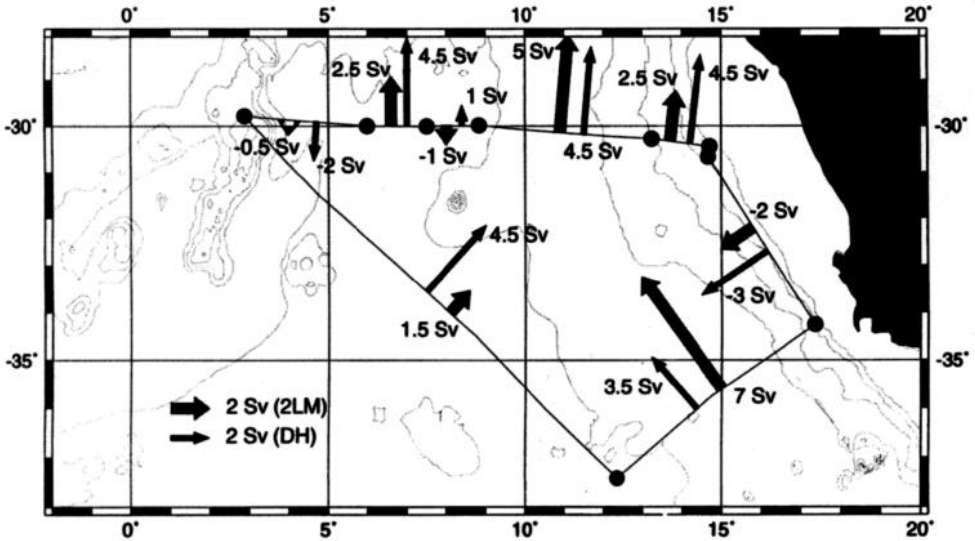 0° 5° 10° 15° 20°
5 Sv
2.5 Sv 4.5 Sv 2.5 Sv 4.5 Sv
1 Sv
-30° -30°
-0.5 Sv -2 Sv -1 Sv 4.5 Sv
-2 Sv
4.5 Sv
-3 Sv
1.5 Sv
-35° -35°
3.5 Sv 7 Sv
2 Sv (2LM)
2 Sv (DH)
0° 5° 10° 15° 20°